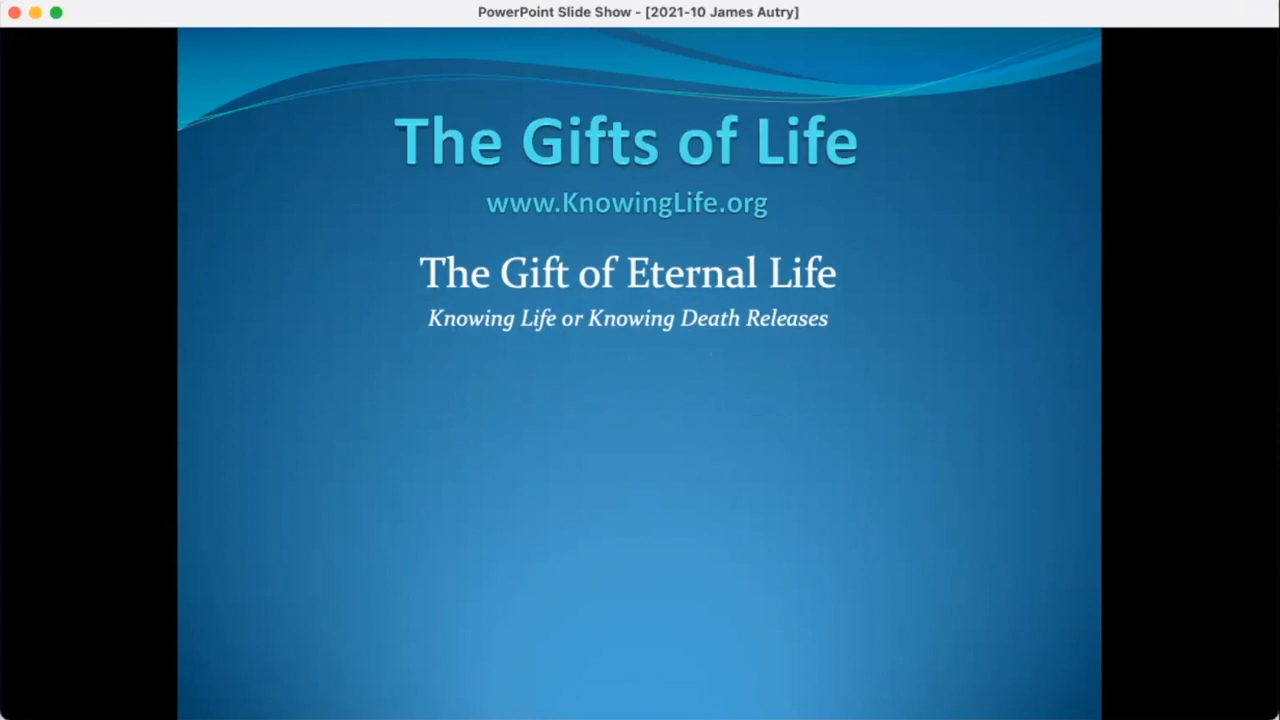 PowerPoint Slide Show - [2021-10 James Autry]
The Gifts of Life
www.KnowingLife.org
The Gift of Eternal Life
Knowing Life or Knowing Death Releases